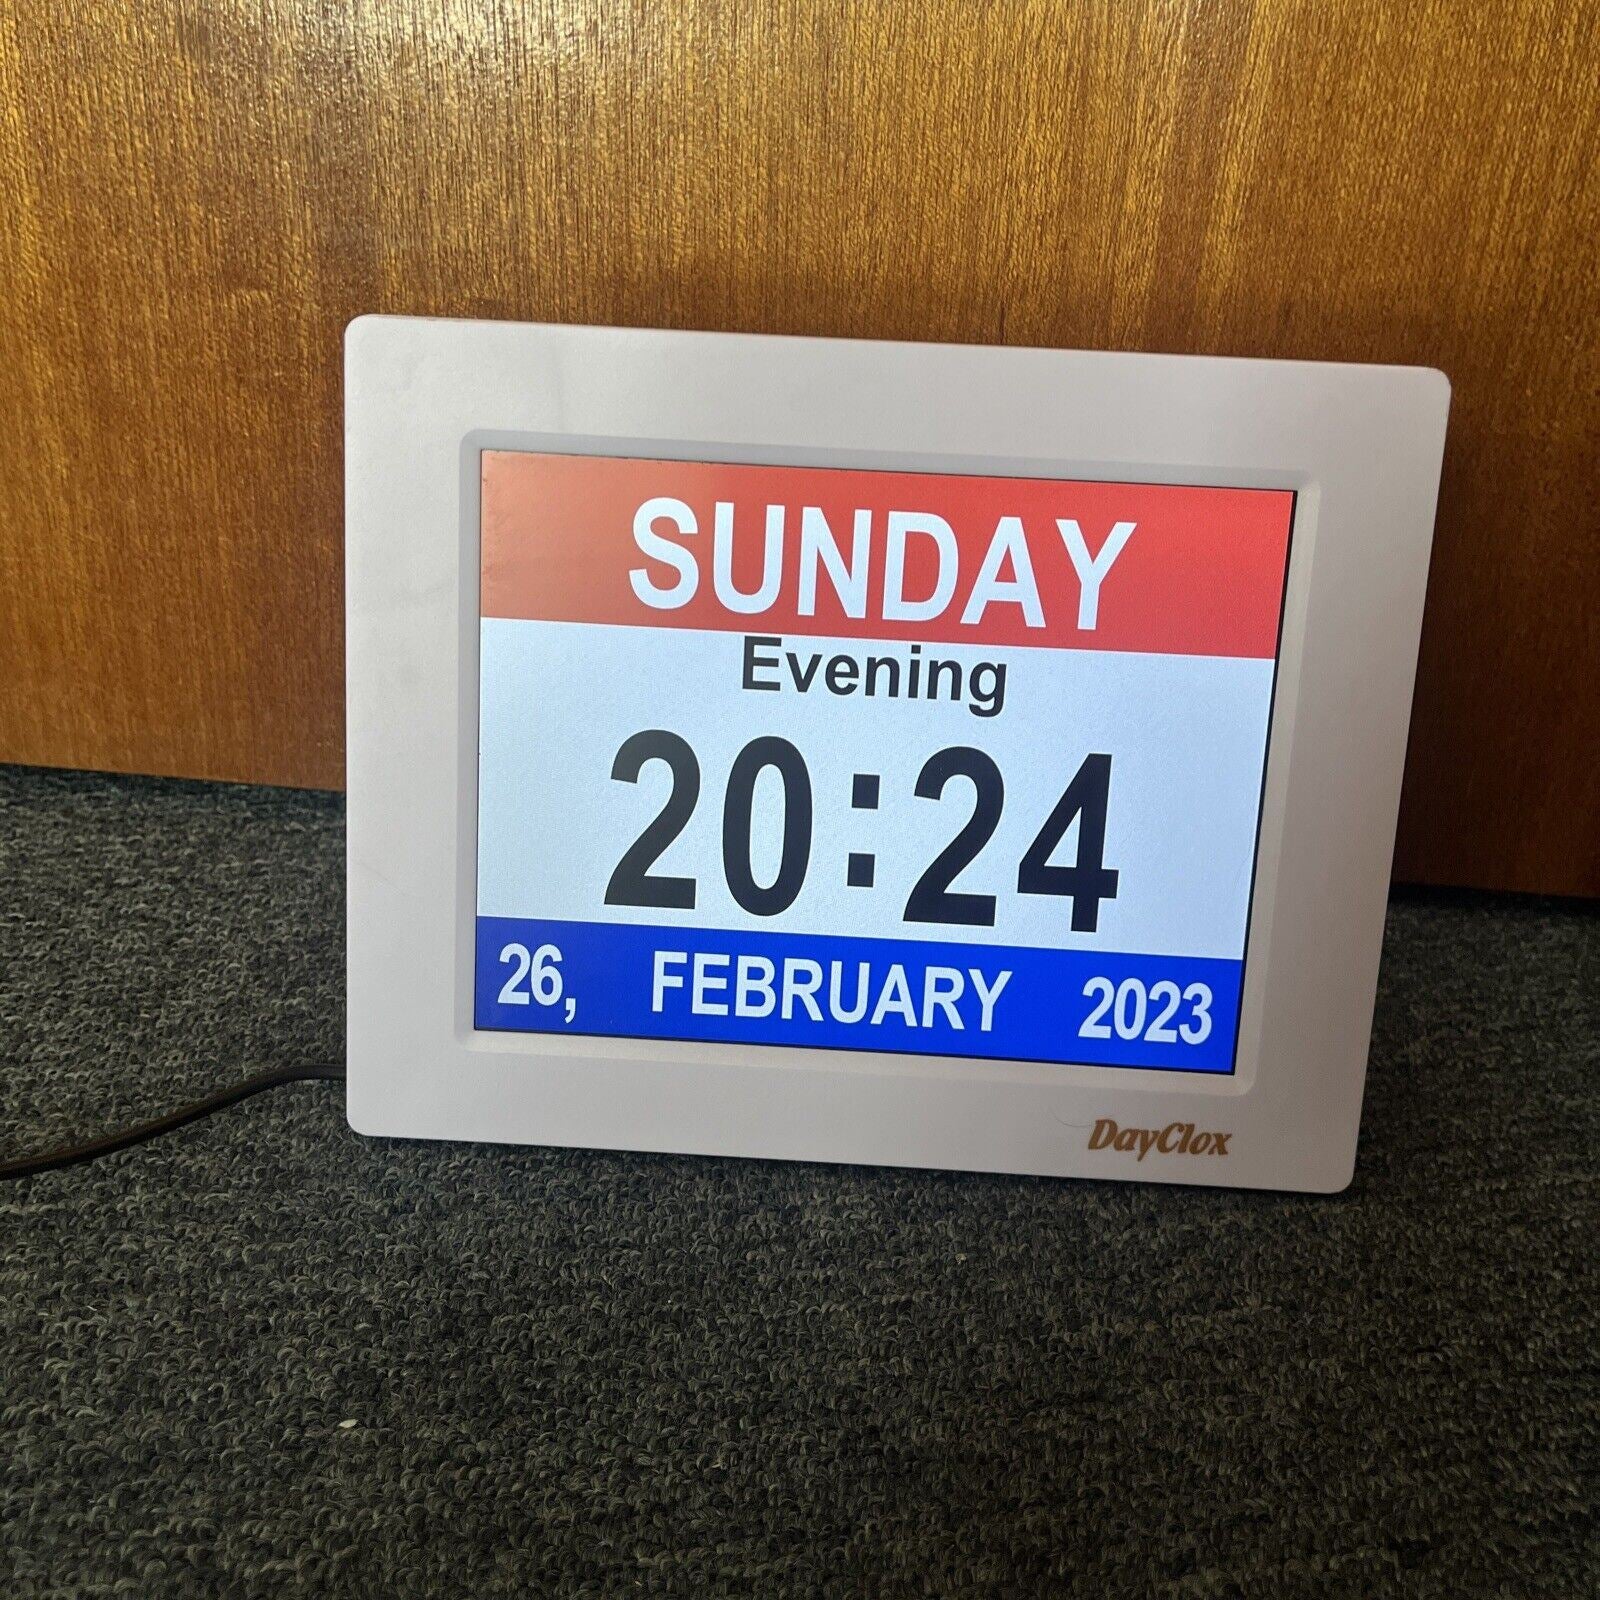 SUNDAY
Evening
20:24
26, FEBRUARY 2023
DayClox